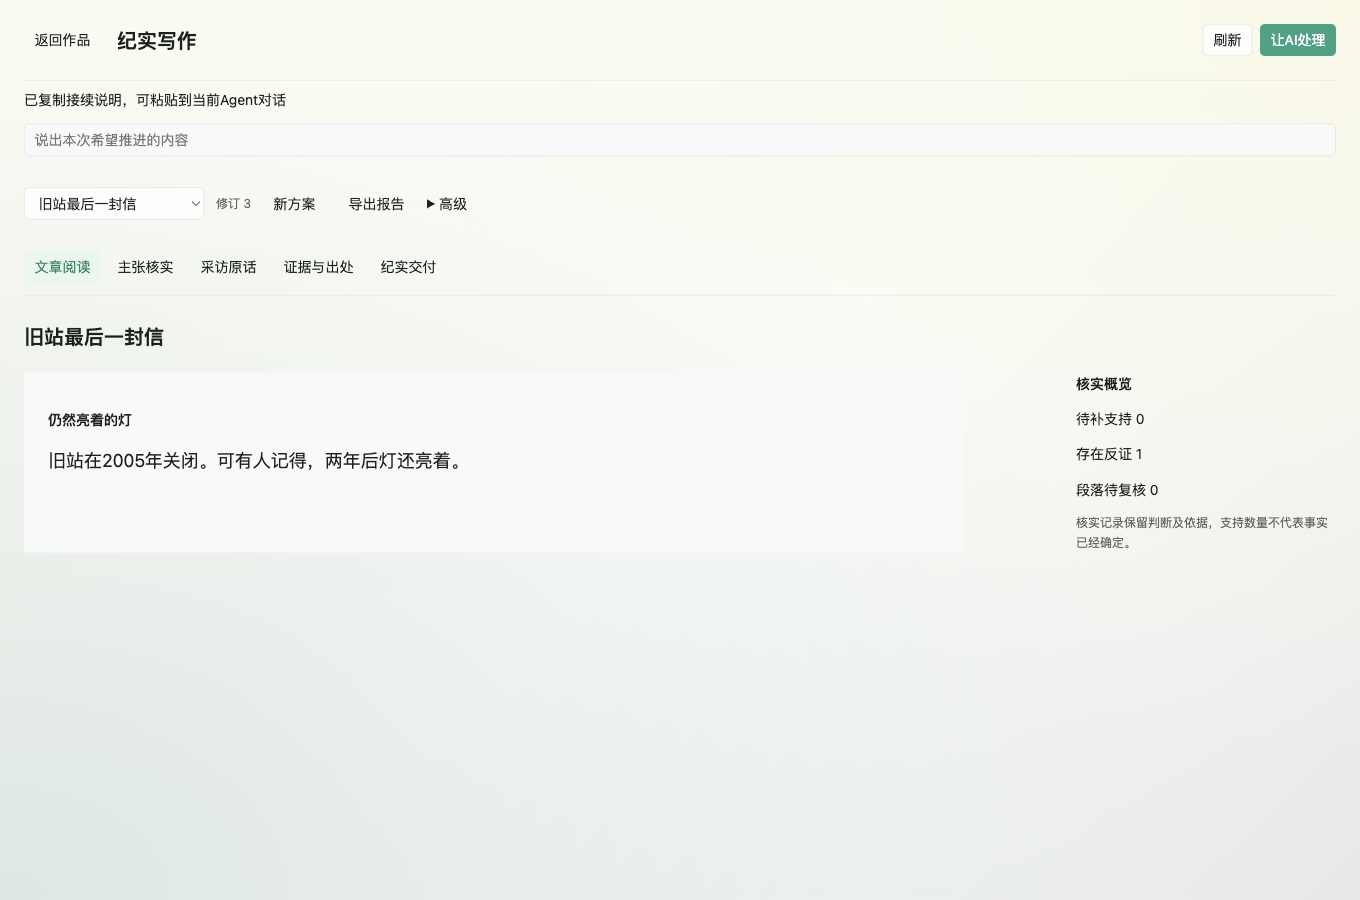 返回作品
纪实写作
刷新
让AI处理
已复制接续说明，可粘贴到当前Agent对话
说出本次希望推进的内容
旧站最后一封信
修订 3
新方案
导出报告
▶ 高级
文章阅读
主张核实
采访原话
证据与出处
纪实交付
旧站最后一封信
仍然亮着的灯
旧站在2005年关闭。可有人记得，两年后灯还亮着。
核实概览
待补支持 0
存在反证 1
段落待复核 0
核实记录保留判断及依据，支持数量不代表事实
已经确定。